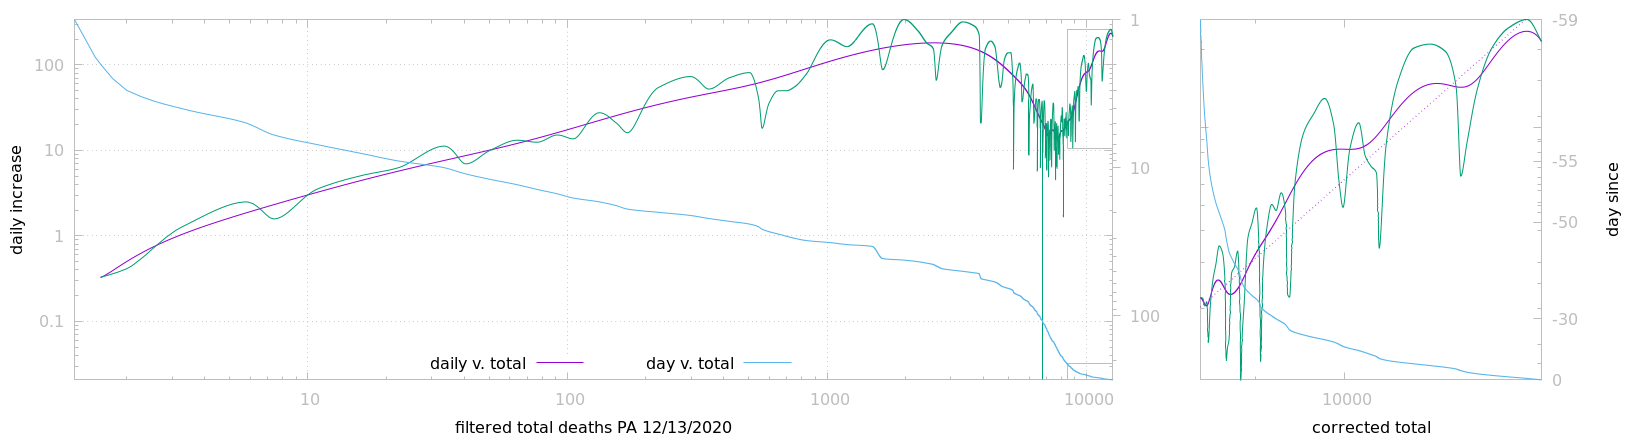 daily increase
100
10
1
0.1
daily v. total
day v. total
10
100
1000
10000
filtered total deaths PA 12/13/2020
1
10
100
10000
corrected total
-59
-55
-50
-30
0
day since